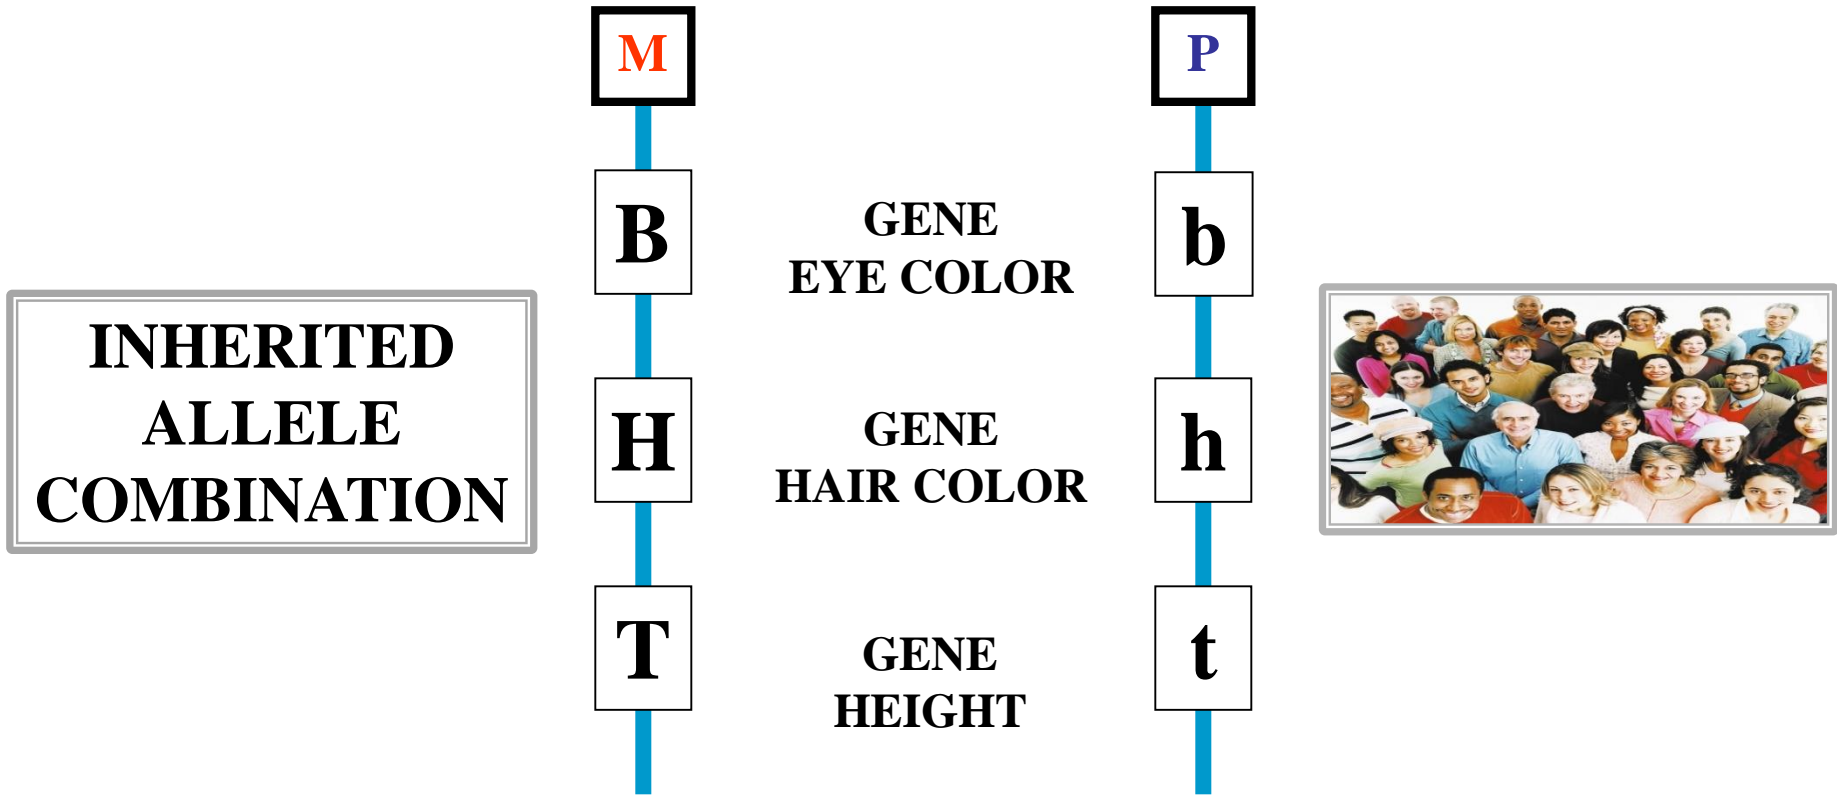 M
P
B
GENE
EYE COLOR
b
INHERITED
ALLELE
COMBINATION
H
GENE
HAIR COLOR
h
T
GENE
HEIGHT
t